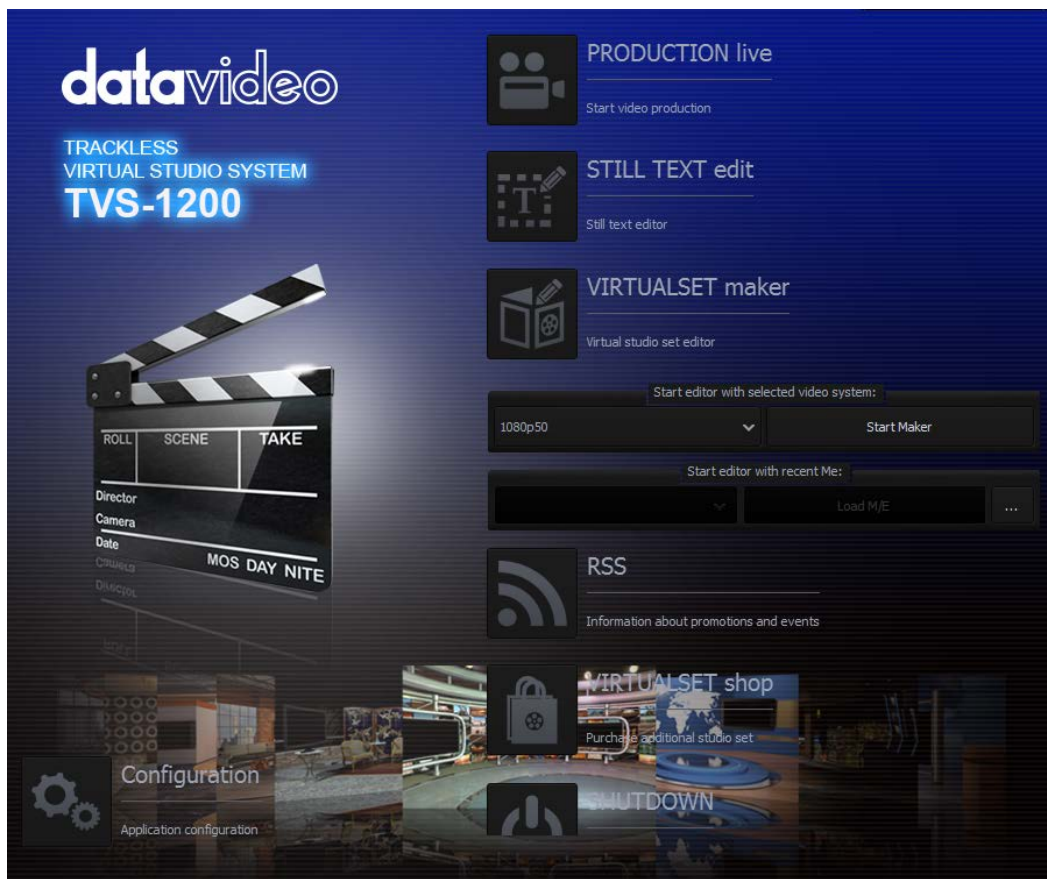 datavideo
TRACKLESS
VIRTUAL STUDIO SYSTEM
TVS-1200
ROLL SCENE TAKE
Director
Camera
Date
MOS DAY NITE
Camera
Director
PRODUCTION live
Start video production
STILL TEXT edit
T
Still text editor
VIRTUALSET maker
Virtual studio set editor
Start editor with selected video system:
1080p50
Start Maker
Start editor with recent Me:
Load M/E
...
RSS
Information about promotions and events
VIRTUALSET shop
Purchase additional studio set
Configuration
Application configuration
SHUTDOWN